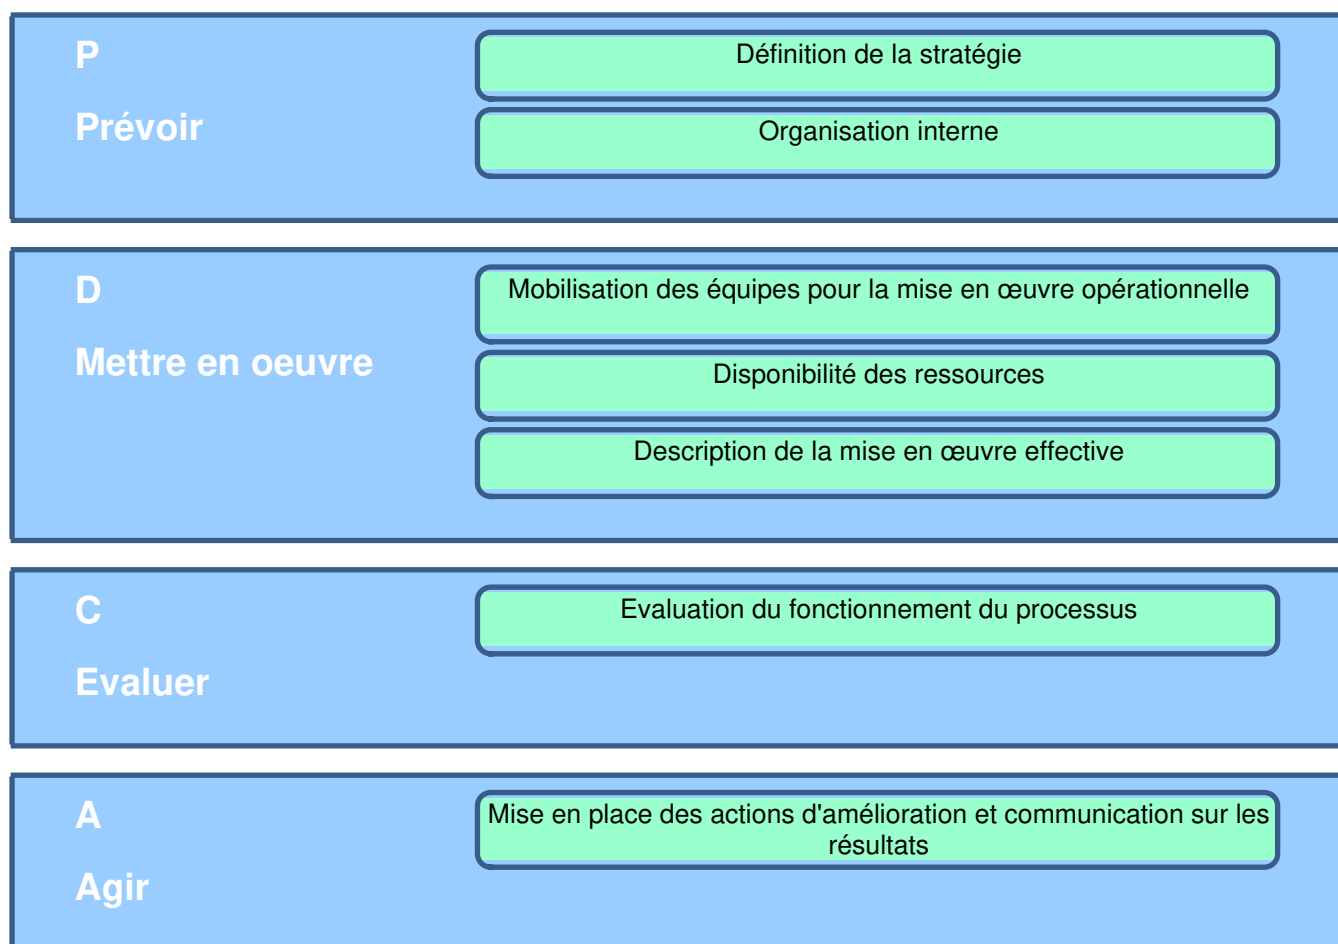 P
Prévoir
Définition de la stratégie
Organisation interne
D
Mettre en oeuvre
Mobilisation des équipes pour la mise en œuvre opérationnelle
Disponibilité des ressources
Description de la mise en œuvre effective
C
Evaluer
Evaluation du fonctionnement du processus
A
Agir
Mise en place des actions d'amélioration et communication sur les
résultats